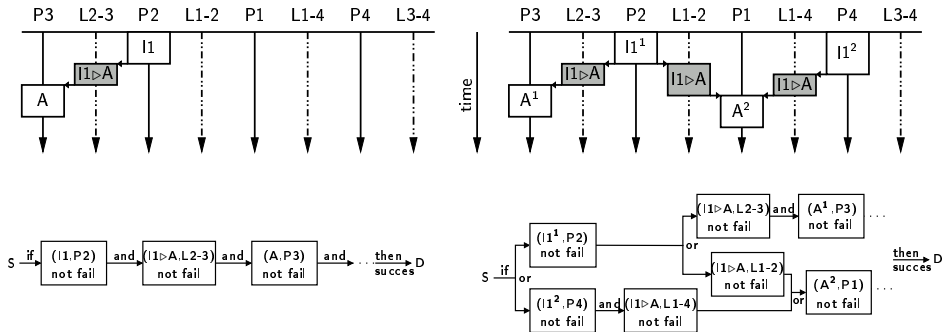 P3 L2-3 P2 L1-2 P1 L1-4 P4 L3-4
I1
I1▷A
A
time
P3 L2-3 P2 L1-2 P1 L1-4 P4 L3-4
I1¹
I1²
I1▷A I1▷A I1▷A
A¹
A²
S if (I1,P2) not fail and (I1▷A,L2-3) not fail and (A,P3) not fail and ... then succes D
S if or
(I1¹,P2) not fail
or
(I1▷A,L2-3) not fail and (A¹,P3) not fail ....
(I1▷A,L1-2) not fail
(I1²,P4) not fail and (I1▷A,L1-4) not fail
or
(A²,P1) not fail ...
then succes D